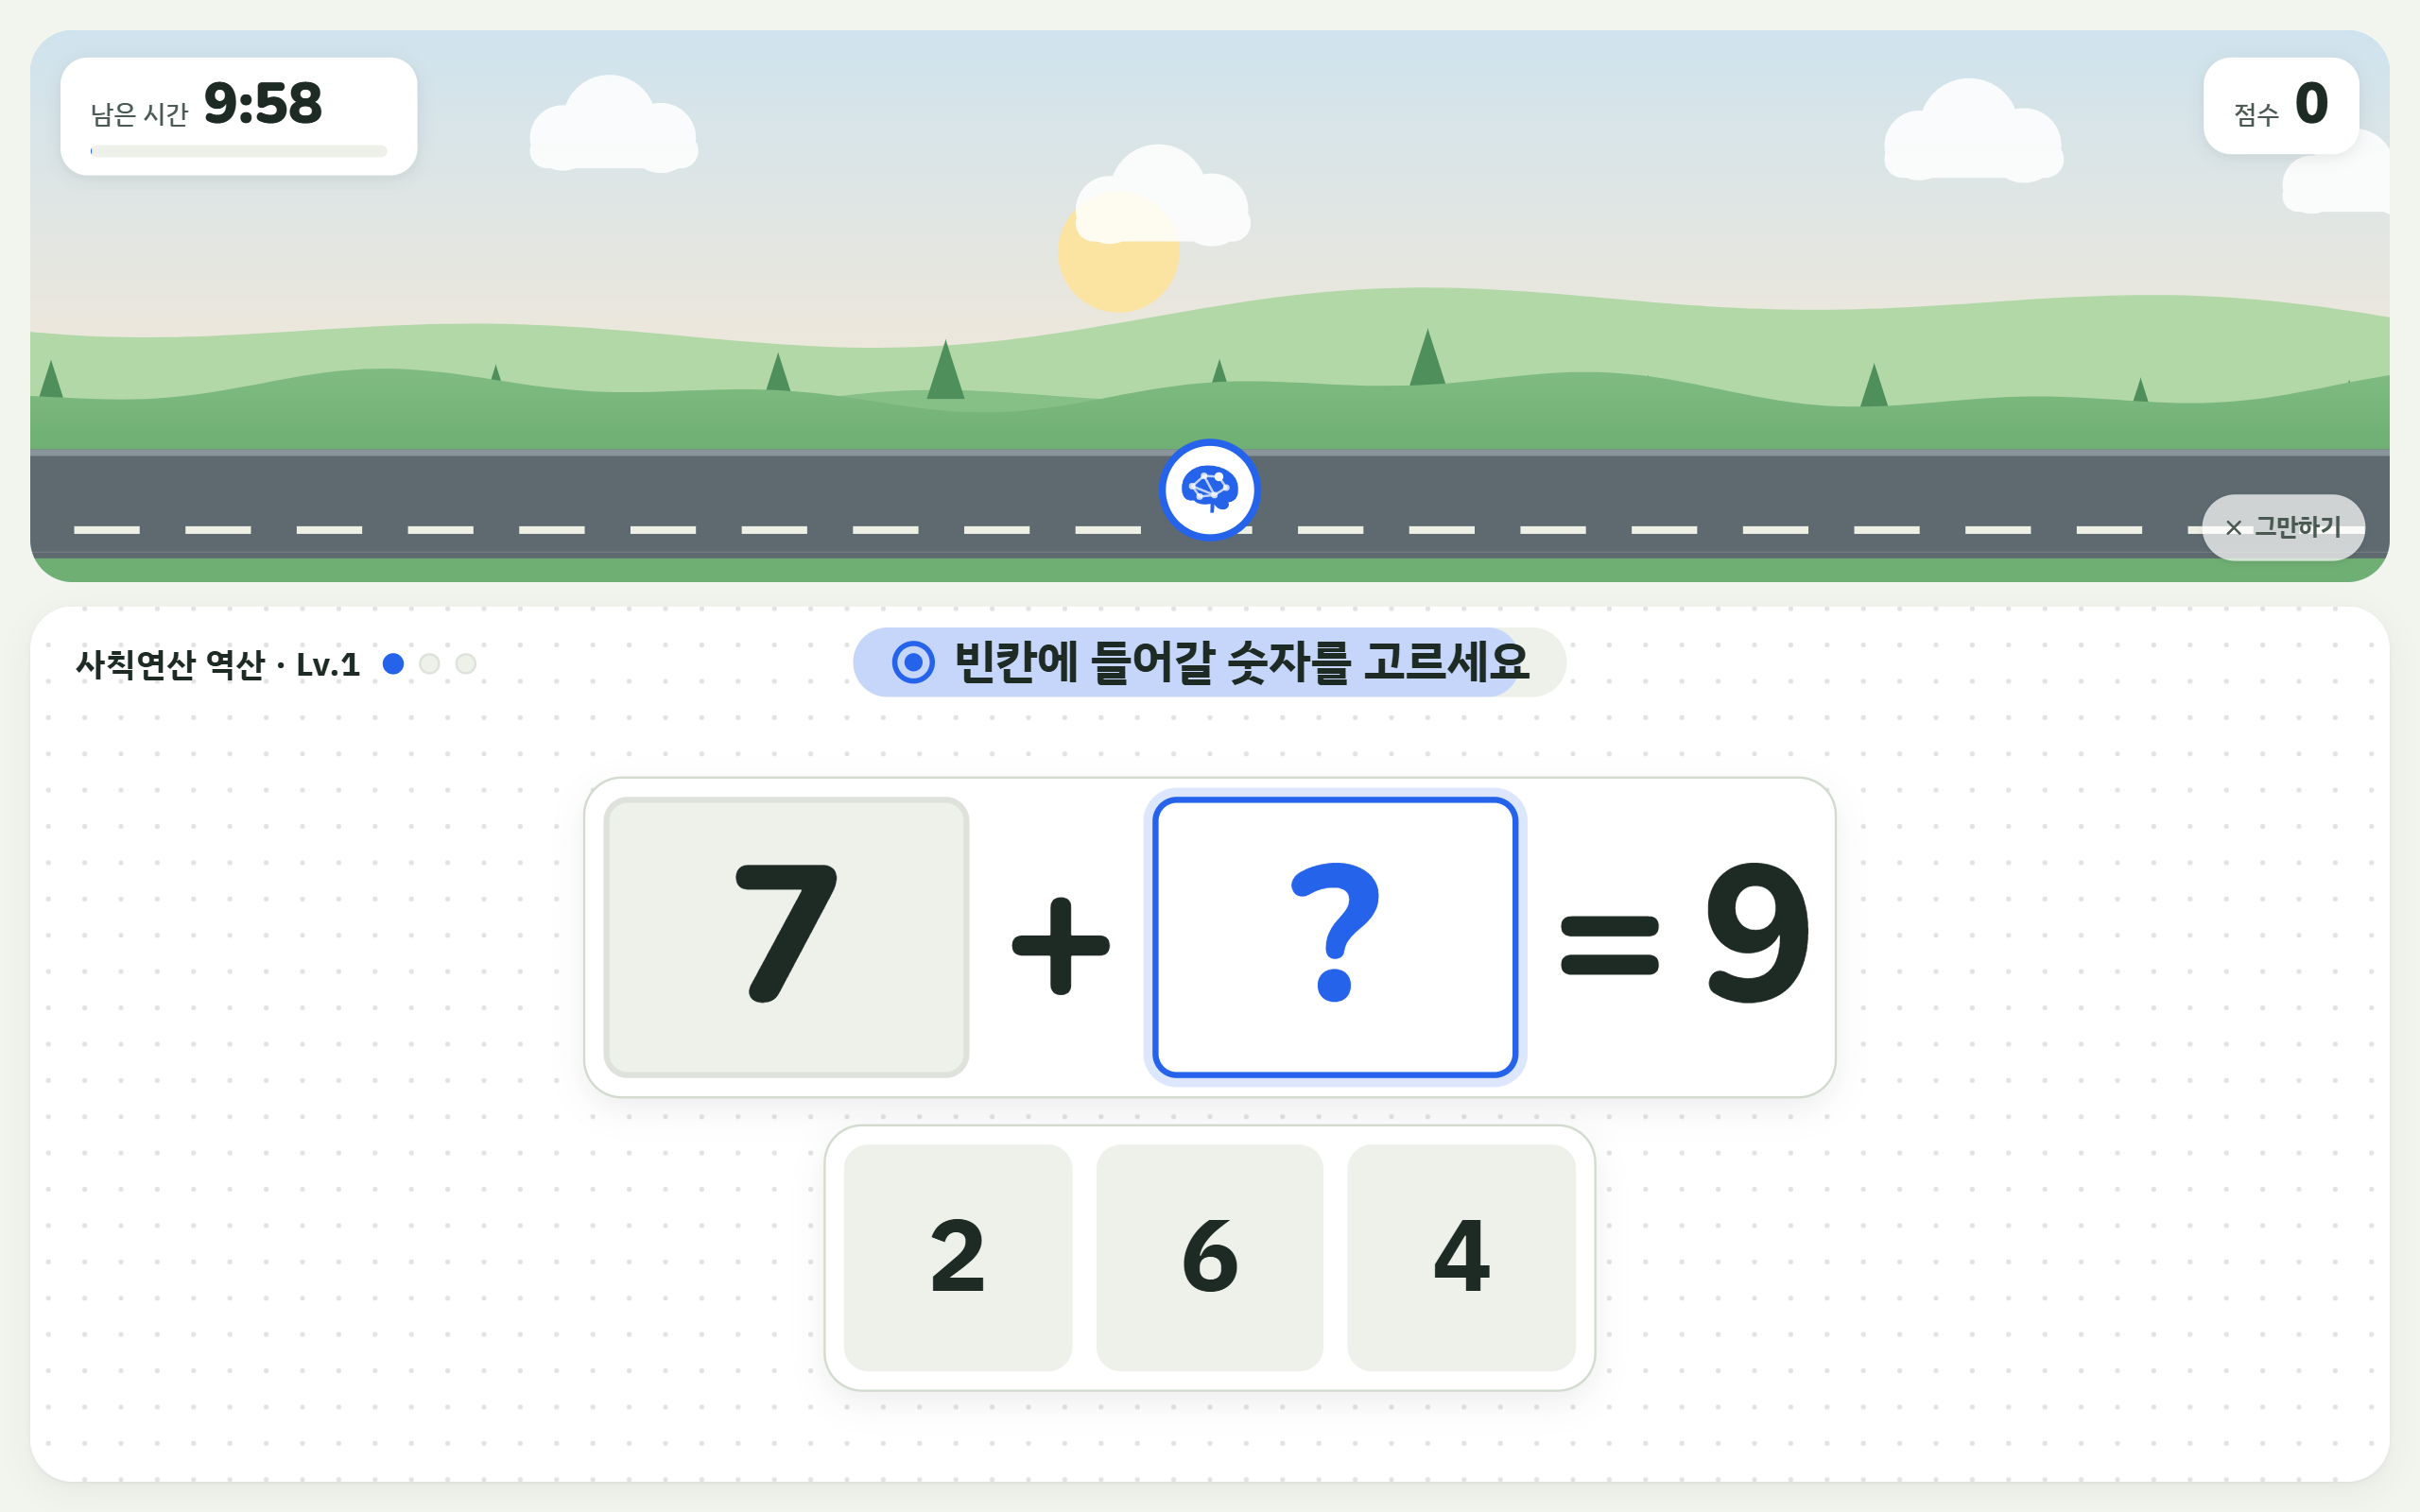 남은 시간 9:58
점수 0
× 그만하기
사칙연산 역산 · Lv.1
빈칸에 들어갈 숫자를 고르세요
7 + ? = 9
2 6 4